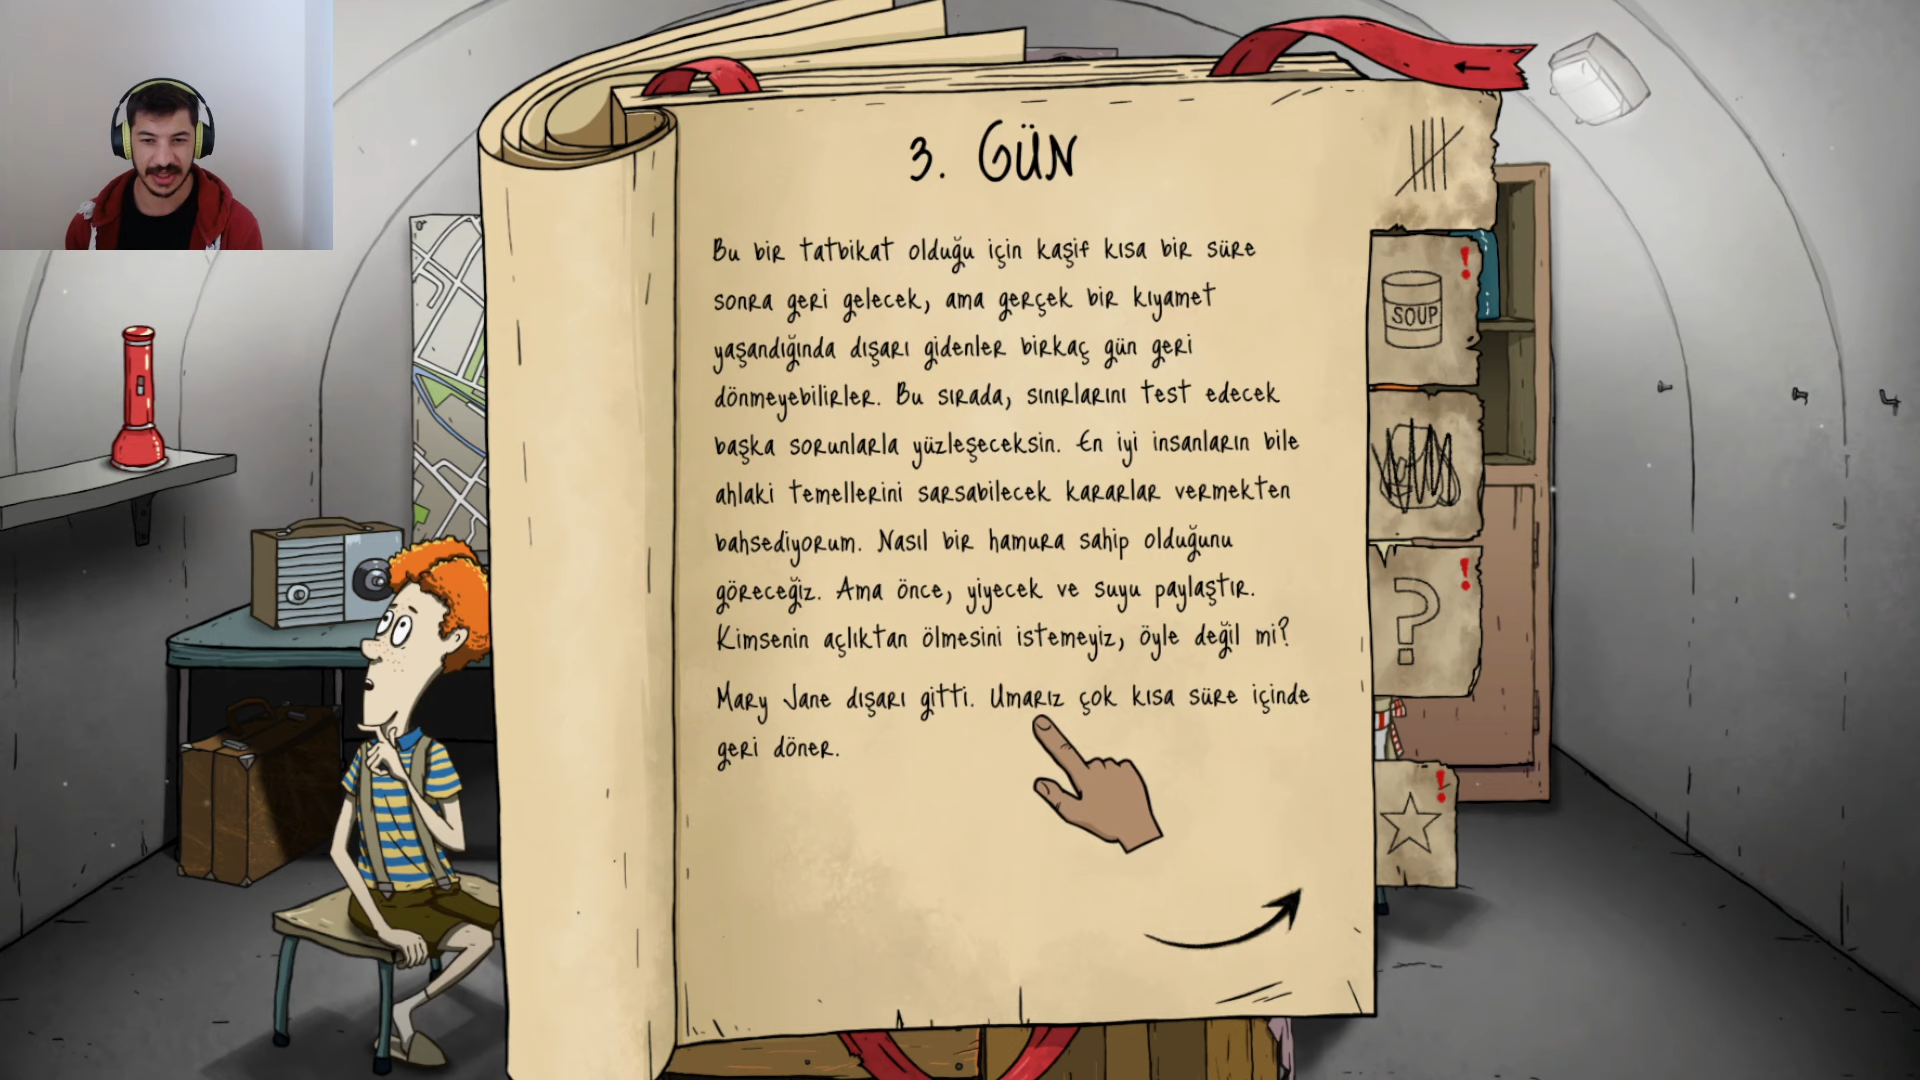 3. GÜN
Bu bir tatbikat olduğu için kaşif kısa bir süre
sonra geri gelecek, ama gerçek bir kıyamet
yaşandığında dışarı gidenler birkaç gün geri
dönmeyebilirler. Bu sırada, sınırlarını test edecek
başka sorunlarla yüzleşeceksin. En iyi insanların bile
ahlaki temellerini sarsabilecek kararlar vermekten
bahsediyorum. Nasıl bir hamura sahip olduğunu
göreceğiz. Ama önce, yiyecek ve suyu paylaştır.
Kimsenin açlıktan ölmesini istemeyiz, öyle değil mi?
Mary Jane dışarı gitti. Umarız çok kısa süre içinde
geri döner.
!
SOUP
!
?
!